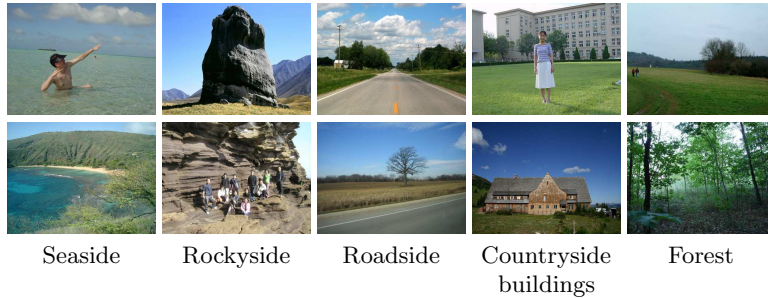 Seaside
Rockyside
Roadside
Countryside
buildings
Forest